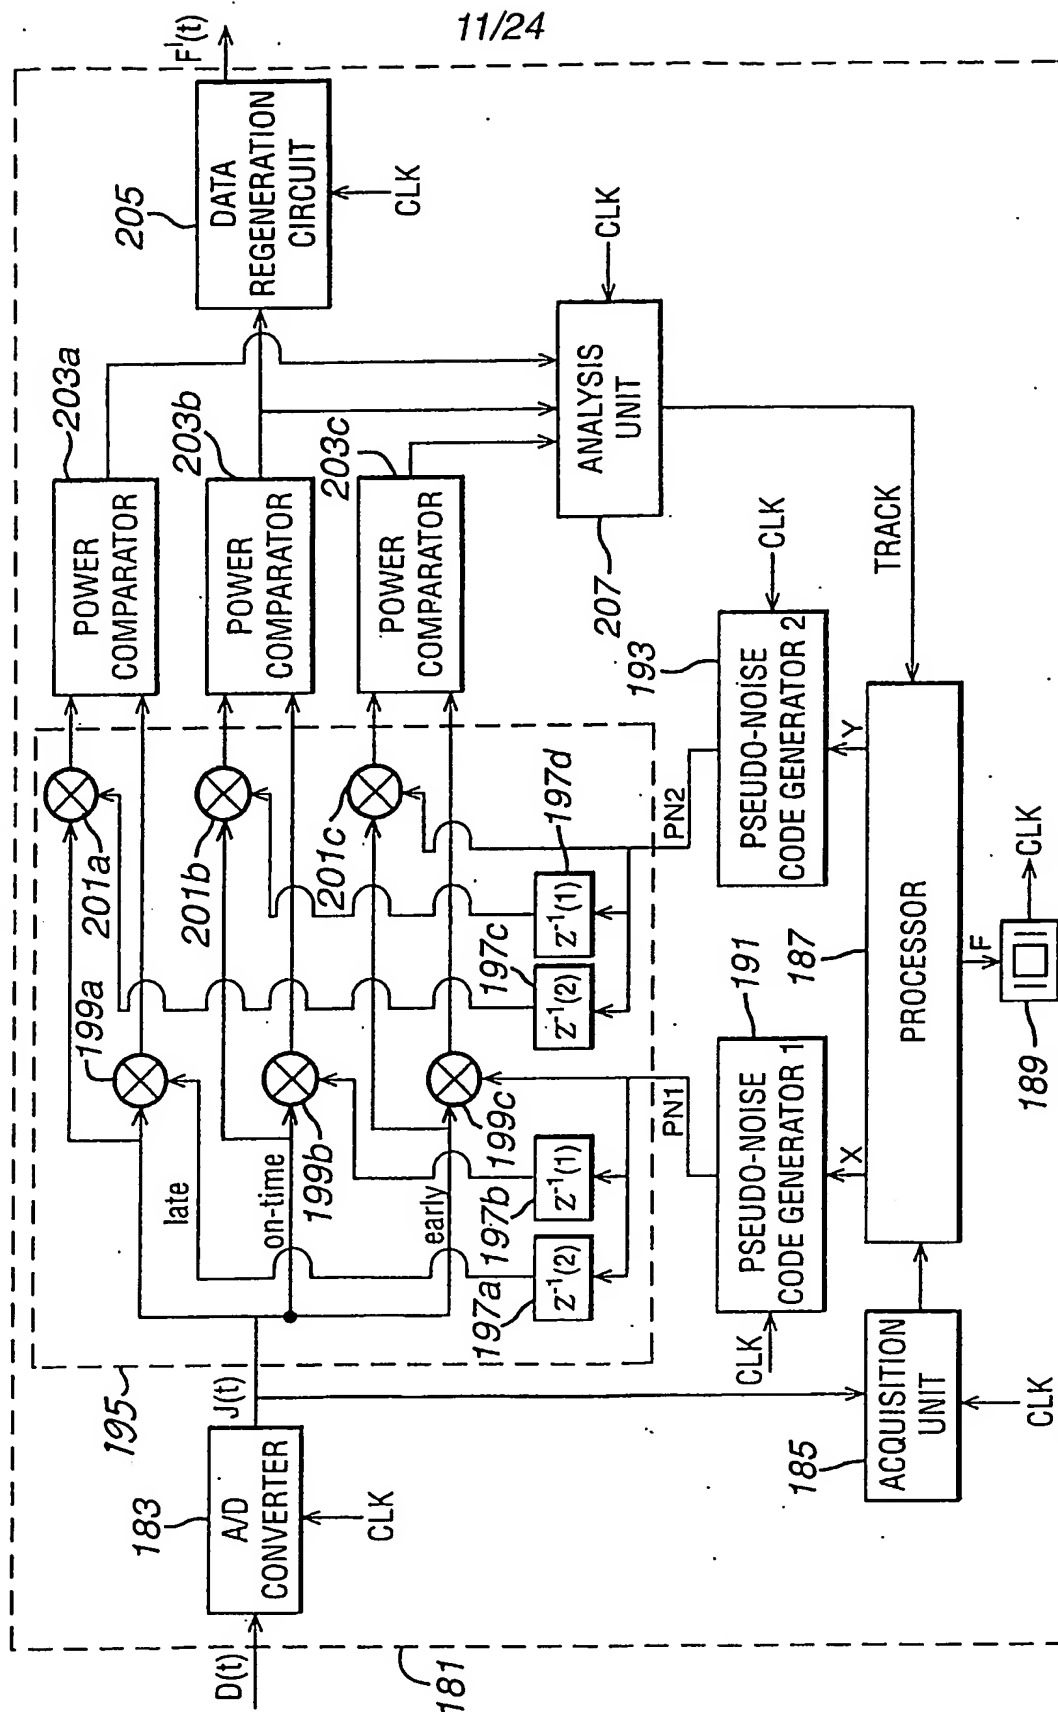 11/24
D(t)
181
183
A/D
CONVERTER
CLK
J(t)
195
late
on-time
early
199a
199b
199c
201a
201b
201c
197a
Z⁻¹(2)
197b
Z⁻¹(1)
197c
Z⁻¹(2)
197d
Z⁻¹(1)
PN1
PN2
203a
POWER
COMPARATOR
203b
POWER
COMPARATOR
203c
POWER
COMPARATOR
205
DATA
REGENERATION
CIRCUIT
CLK
F'(t)
207
ANALYSIS
UNIT
CLK
TRACK
191
PSEUDO-NOISE
CODE GENERATOR 1
CLK
X
193
PSEUDO-NOISE
CODE GENERATOR 2
CLK
Y
185
ACQUISITION
UNIT
CLK
187
PROCESSOR
F
189
CLK